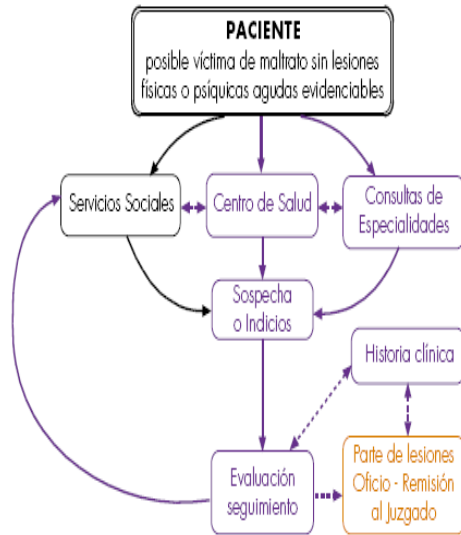 PACIENTE
posible víctima de maltrato sin lesiones
físicas o psíquicas agudas evidenciables
Servicios Sociales
Centro de Salud
Consultas de
Especialidades
Sospecha
o Indicios
Historia clínica
Evaluación
seguimiento
Parte de lesiones
Oficio - Remisión
al Juzgado